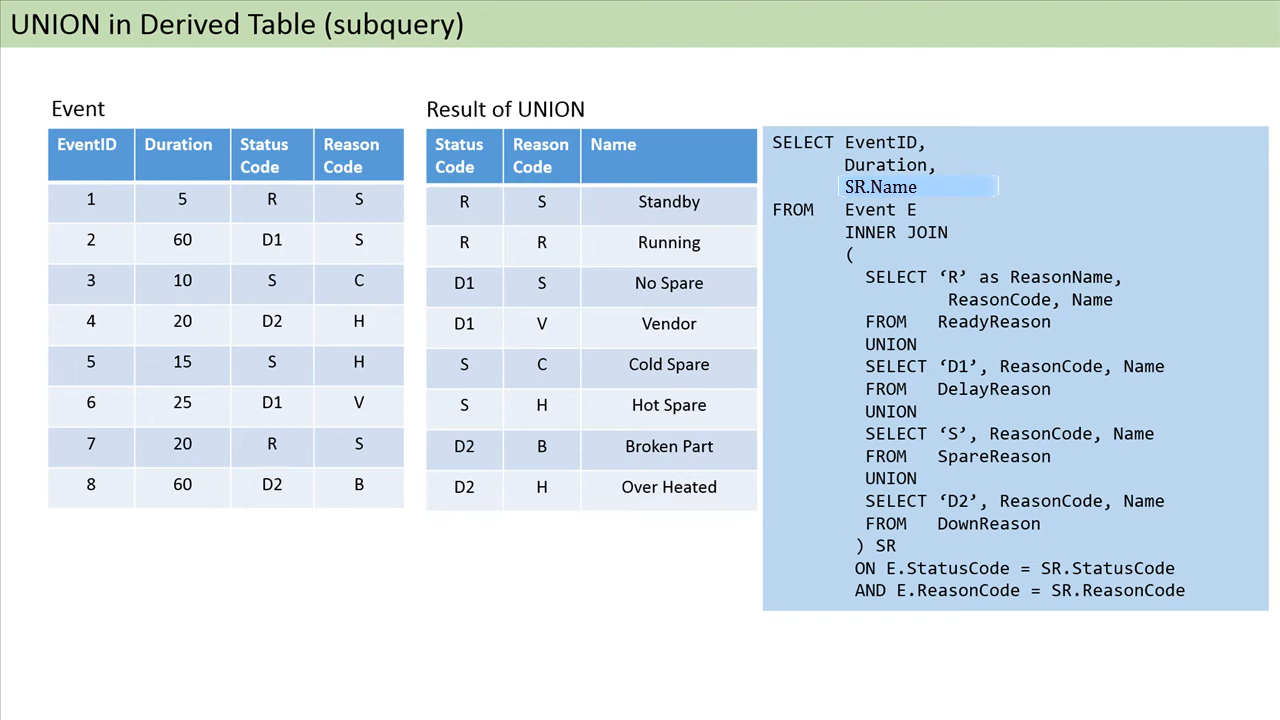 UNION in Derived Table (subquery)
Event
EventID Duration Status Code Reason Code
1 5 R S
2 60 D1 S
3 10 S C
4 20 D2 H
5 15 S H
6 25 D1 V
7 20 R S
8 60 D2 B
Result of UNION
Status Code Reason Code Name
R S Standby
R R Running
D1 S No Spare
D1 V Vendor
S C Cold Spare
S H Hot Spare
D2 B Broken Part
D2 H Over Heated
SELECT EventID,
Duration,
SR.Name
FROM Event E
INNER JOIN
(
SELECT ‘R’ as ReasonName,
ReasonCode, Name
FROM ReadyReason
UNION
SELECT ‘D1’, ReasonCode, Name
FROM DelayReason
UNION
SELECT ‘S’, ReasonCode, Name
FROM SpareReason
UNION
SELECT ‘D2’, ReasonCode, Name
FROM DownReason
) SR
ON E.StatusCode = SR.StatusCode
AND E.ReasonCode = SR.ReasonCode